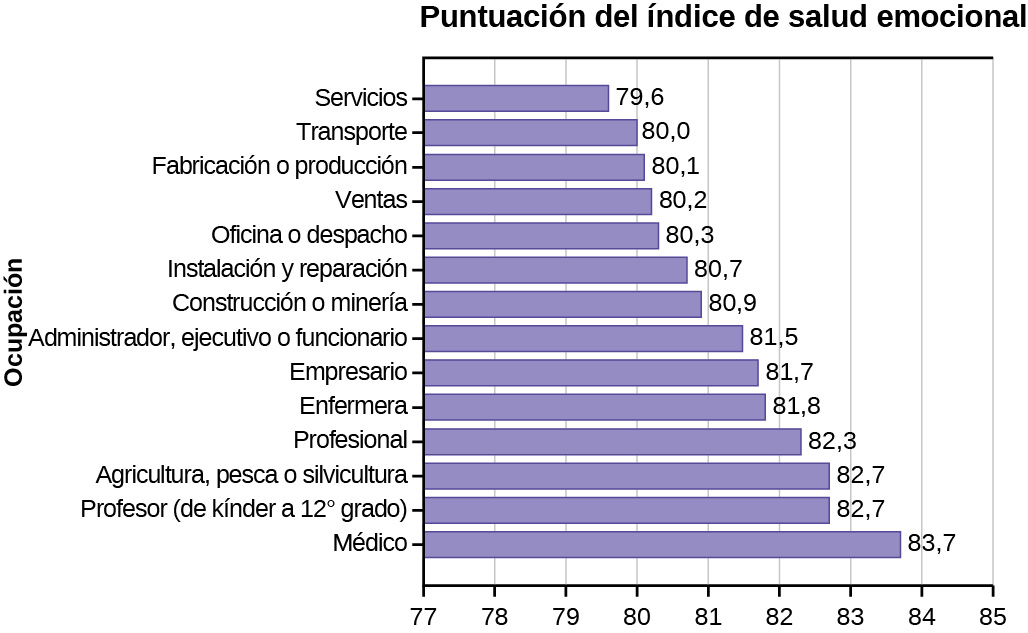 Puntuación del índice de salud emocional
Ocupación
Servicios 79,6
Transporte 80,0
Fabricación o producción 80,1
Ventas 80,2
Oficina o despacho 80,3
Instalación y reparación 80,7
Construcción o minería 80,9
Administrador, ejecutivo o funcionario 81,5
Empresario 81,7
Enfermera 81,8
Profesional 82,3
Agricultura, pesca o silvicultura 82,7
Profesor (de kínder a 12° grado) 82,7
Médico 83,7
77 78 79 80 81 82 83 84 85